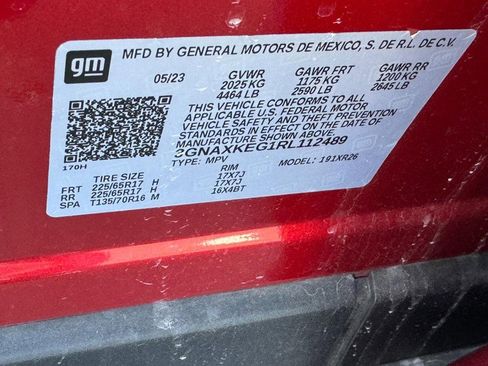 gm
MFD BY GENERAL MOTORS DE MEXICO, S. DE R.L. DE C.V.
05/23 GVWR GAWR FRT GAWR RR
2025 KG 1175 KG 1200 KG
4464 LB 2590 LB 2645 LB
THIS VEHICLE CONFORMS TO ALL
APPLICABLE U.S. FEDERAL MOTOR
VEHICLE SAFETY AND THEFT PREVENTION
STANDARDS IN EFFECT ON THE DATE OF
MANUFACTURE SHOWN ABOVE.
3GNAXKEG1RL112489
170H
TYPE: MPV MODEL: 191XR26
TIRE SIZE RIM
FRT 225/65R17 H 17X7J
RR 225/65R17 H 17X7J
SPA T135/70R16 M 16X4BT